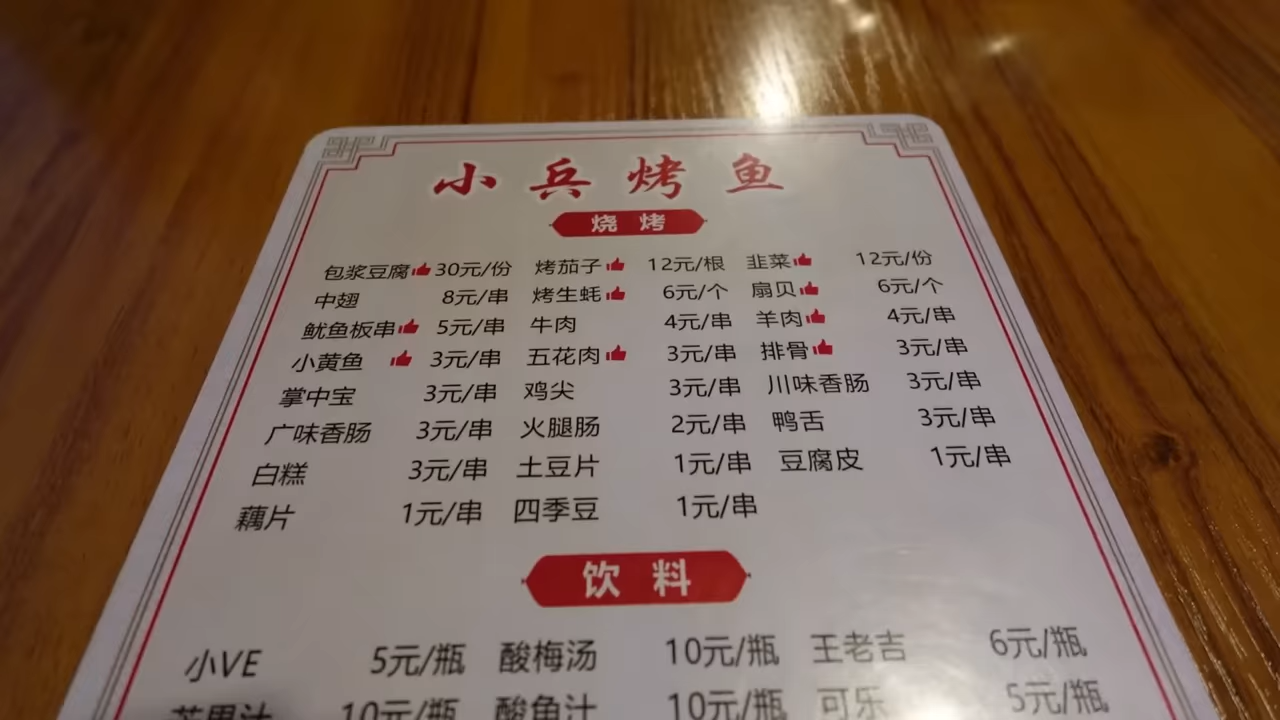 小兵烤鱼
烧烤
包浆豆腐 30元/份 烤茄子 12元/根 韭菜 12元/份
中翅 8元/串 烤生蚝 6元/个 扇贝 6元/个
鱿鱼板串 5元/串 牛肉 4元/串 羊肉 4元/串
小黄鱼 3元/串 五花肉 3元/串 排骨 3元/串
掌中宝 3元/串 鸡尖 3元/串 川味香肠 3元/串
广味香肠 3元/串 火腿肠 2元/串 鸭舌 3元/串
白糕 3元/串 土豆片 1元/串 豆腐皮 1元/串
藕片 1元/串 四季豆 1元/串
饮料
小VE 5元/瓶 酸梅汤 10元/瓶 王老吉 6元/瓶
芒果汁 10元/瓶 酸角汁 10元/瓶 可乐 5元/瓶